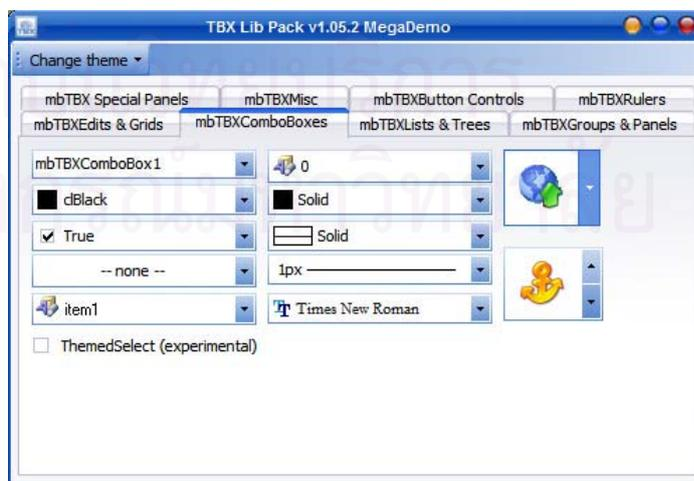 TBX Lib Pack v1.05.2 MegaDemo
Change theme
mbTBX Special Panels mbTBXMisc mbTBXButton Controls mbTBXRulers
mbTBXEdits & Grids mbTBXComboBoxes mbTBXLists & Trees mbTBXGroups & Panels
mbTBXComboBox1 0
clBlack Solid
True Solid
-- none -- 1px
item1 Times New Roman
ThemedSelect (experimental)